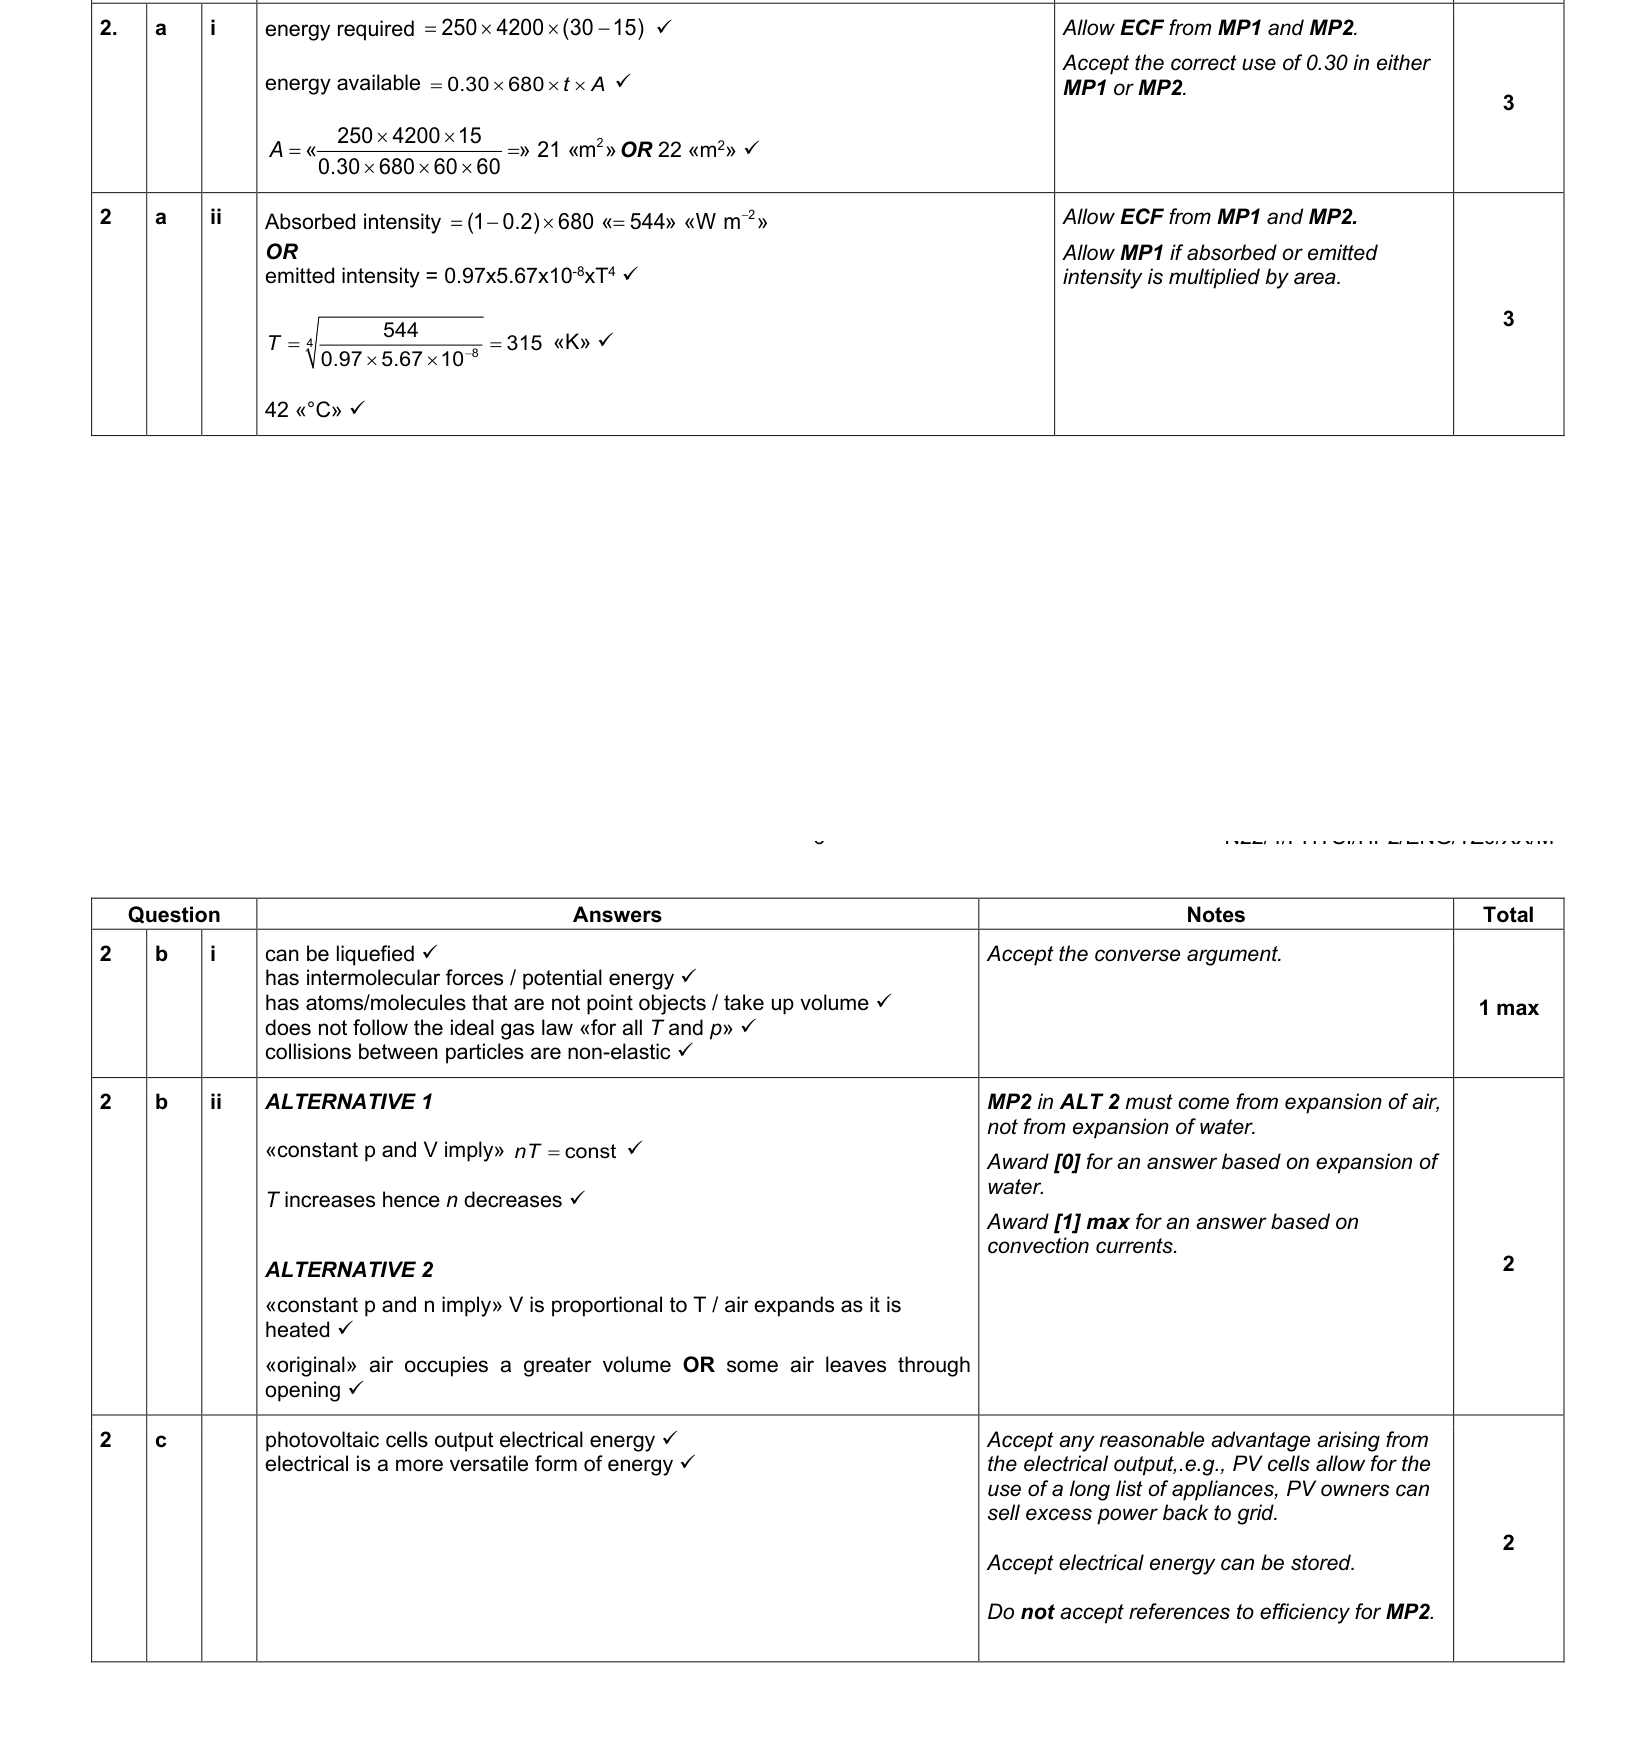 2. a i energy required = 250 × 4200 × (30 − 15) ✓ Allow ECF from MP1 and MP2.
Accept the correct use of 0.30 in either
MP1 or MP2.
energy available = 0.30 × 680 × t × A ✓
3
A = « 250 × 4200 × 15 / 0.30 × 680 × 60 × 60 =» 21 «m²» OR 22 «m²» ✓
2 a ii Absorbed intensity = (1 − 0.2) × 680 «= 544» «W m⁻²» Allow ECF from MP1 and MP2.
OR
Allow MP1 if absorbed or emitted
intensity is multiplied by area.
emitted intensity = 0.97x5.67x10⁻⁸xT⁴ ✓
3
T = ⁴√(544 / 0.97 × 5.67 × 10⁻⁸) = 315 «K» ✓
42 «°C» ✓
Question Answers Notes Total
2 b i can be liquefied ✓ Accept the converse argument.
has intermolecular forces / potential energy ✓
has atoms/molecules that are not point objects / take up volume ✓
1 max
does not follow the ideal gas law «for all T and p» ✓
collisions between particles are non-elastic ✓
2 b ii ALTERNATIVE 1
«constant p and V imply» nT = const ✓
T increases hence n decreases ✓
ALTERNATIVE 2
«constant p and n imply» V is proportional to T / air expands as it is
heated ✓
«original» air occupies a greater volume OR some air leaves through
opening ✓
MP2 in ALT 2 must come from expansion of air,
not from expansion of water.
Award [0] for an answer based on expansion of
water.
Award [1] max for an answer based on
convection currents.
2
2 c photovoltaic cells output electrical energy ✓
electrical is a more versatile form of energy ✓
Accept any reasonable advantage arising from
the electrical output,.e.g., PV cells allow for the
use of a long list of appliances, PV owners can
sell excess power back to grid.
Accept electrical energy can be stored.
Do not accept references to efficiency for MP2.
2